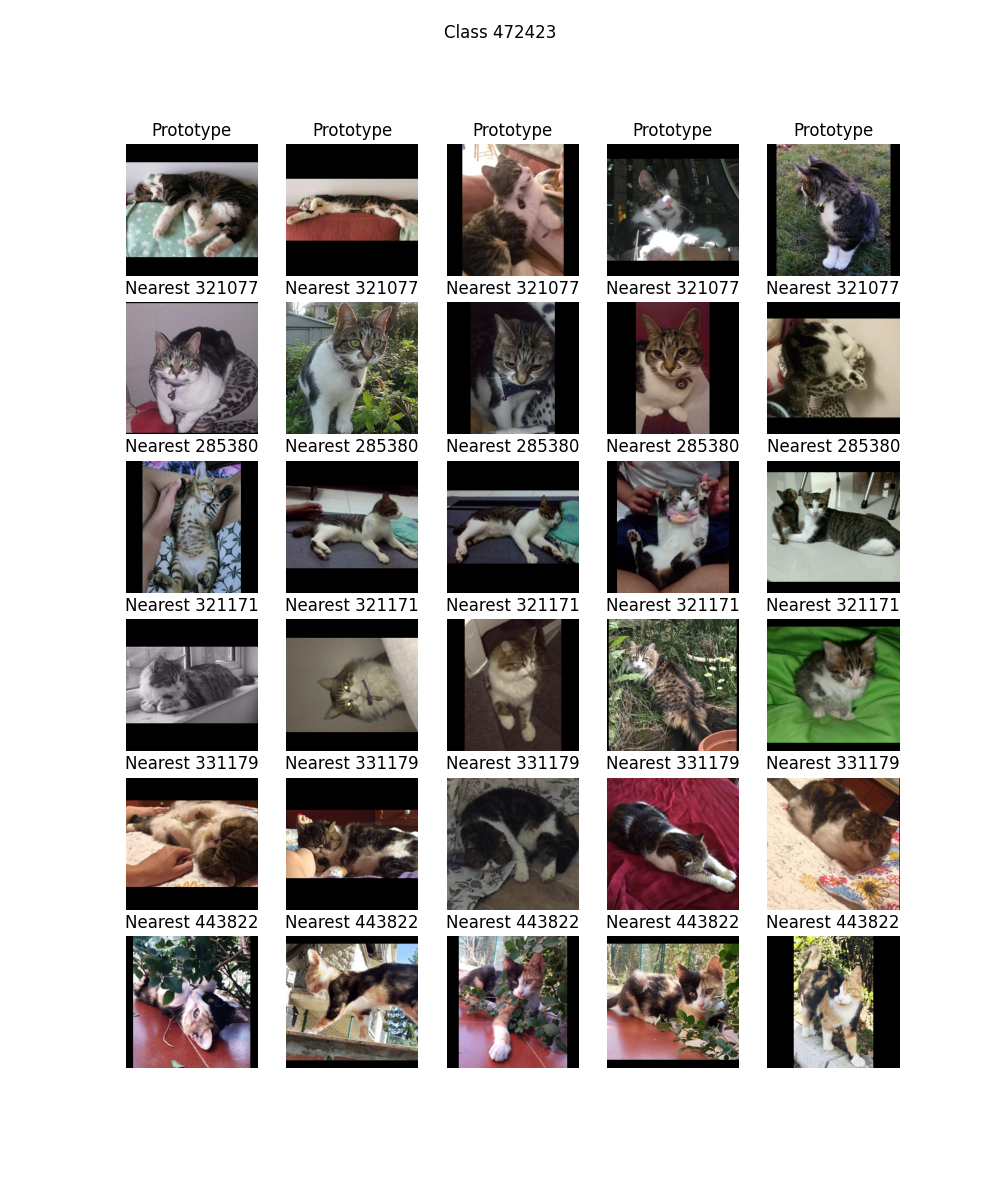 Class 472423
Prototype Prototype Prototype Prototype Prototype
Nearest 321077 Nearest 321077 Nearest 321077 Nearest 321077 Nearest 321077
Nearest 285380 Nearest 285380 Nearest 285380 Nearest 285380 Nearest 285380
Nearest 321171 Nearest 321171 Nearest 321171 Nearest 321171 Nearest 321171
Nearest 331179 Nearest 331179 Nearest 331179 Nearest 331179 Nearest 331179
Nearest 443822 Nearest 443822 Nearest 443822 Nearest 443822 Nearest 443822